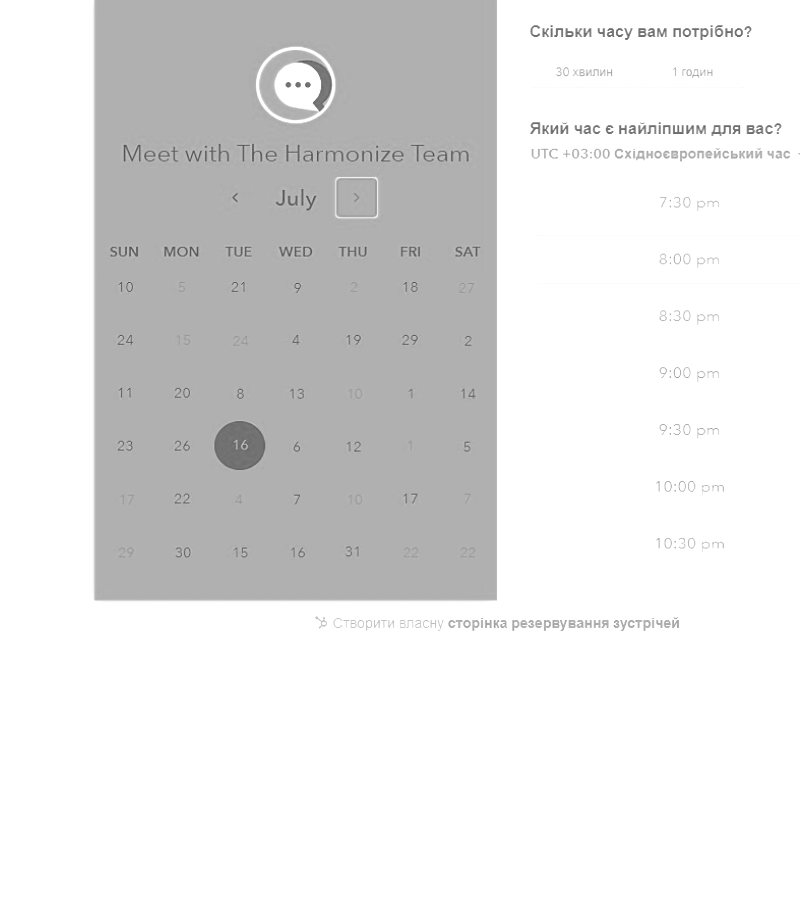 Meet with The Harmonize Team
July
SUN MON TUE WED THU FRI SAT
10 5 21 9 2 18 27
24 15 24 4 19 29 2
11 20 8 13 10 1 14
23 26 16 6 12 1 5
17 22 4 7 10 17 7
29 30 15 16 31 22 22
Скільки часу вам потрібно?
30 хвилин 1 годин
Який час є найліпшим для вас?
UTC +03:00 Східноєвропейський час
7:30 pm
8:00 pm
8:30 pm
9:00 pm
9:30 pm
10:00 pm
10:30 pm
Створити власну сторінка резервування зустрічей